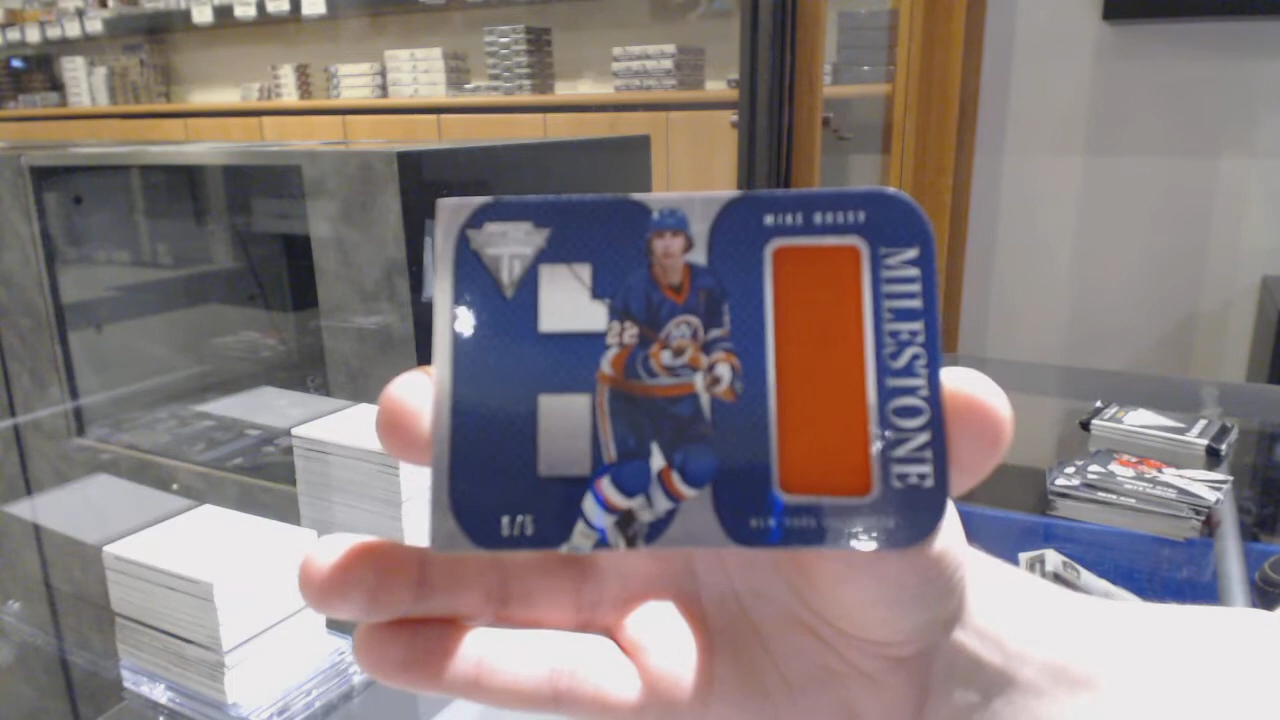 MIKE BOSSY
22
MILESTONE
5/5
NEW YORK ISLANDERS